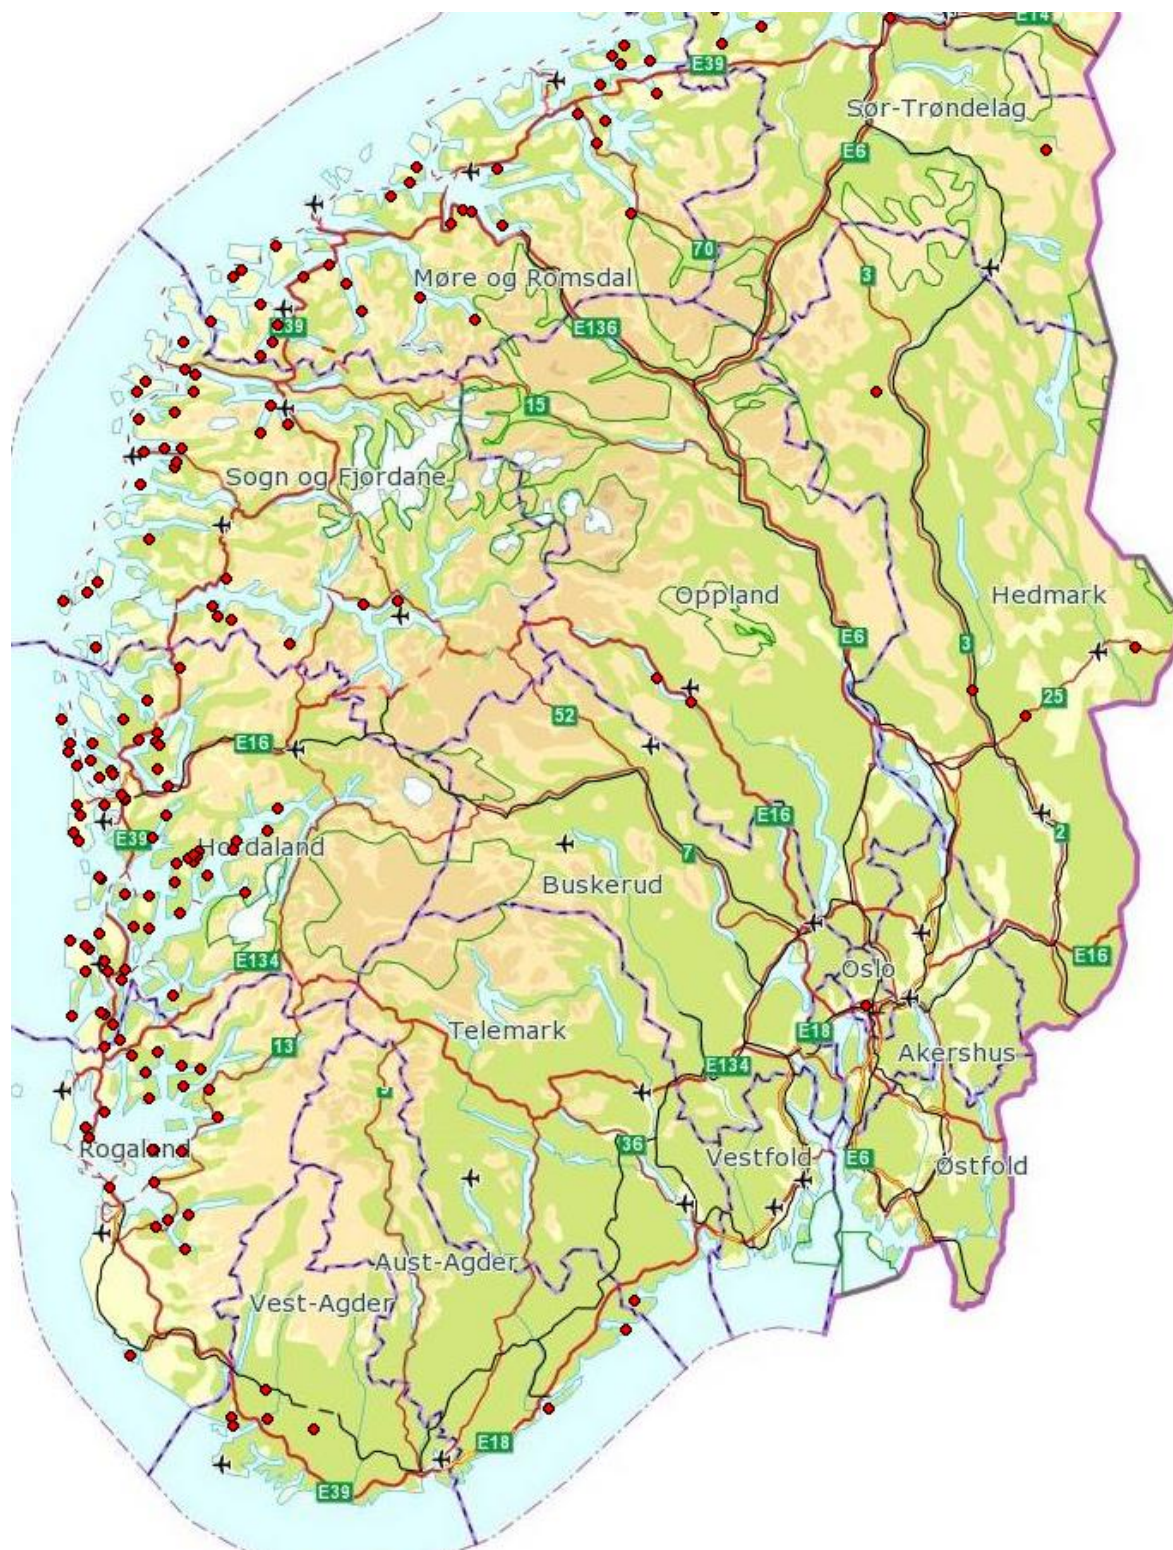 E14
E39
Sør-Trøndelag
E6
70
3
Møre og Romsdal
E39
E136
15
Sogn og Fjordane
Oppland
Hedmark
E6
3
25
52
E16
E16
2
E39
Hordaland
7
Buskerud
E134
E16
Oslo
Telemark
E18
13
Akershus
E134
9
36
Rogaland
Vestfold
E6
Østfold
Aust-Agder
Vest-Agder
E18
E39